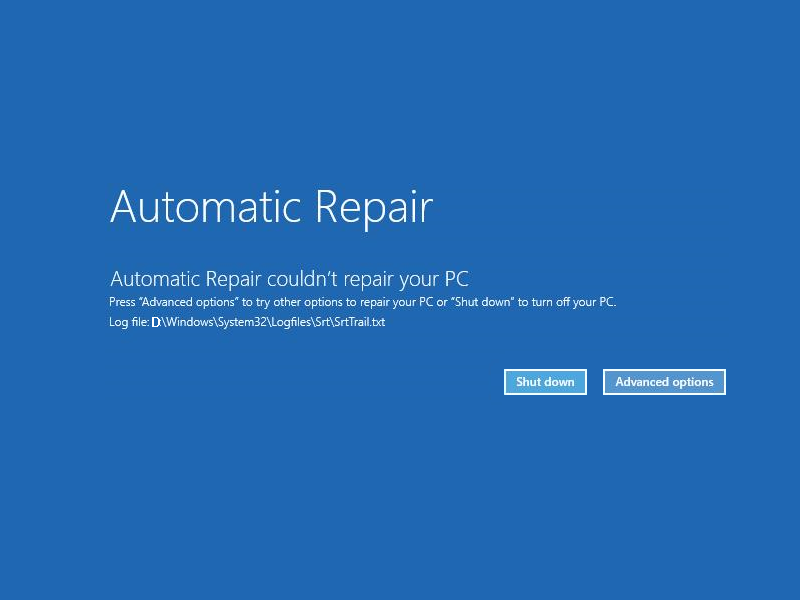 Automatic Repair
Automatic Repair couldn't repair your PC
Press "Advanced options" to try other options to repair your PC or "Shut down" to turn off your PC.
Log file: D:\Windows\System32\Logfiles\Srt\SrtTrail.txt
Shut down
Advanced options